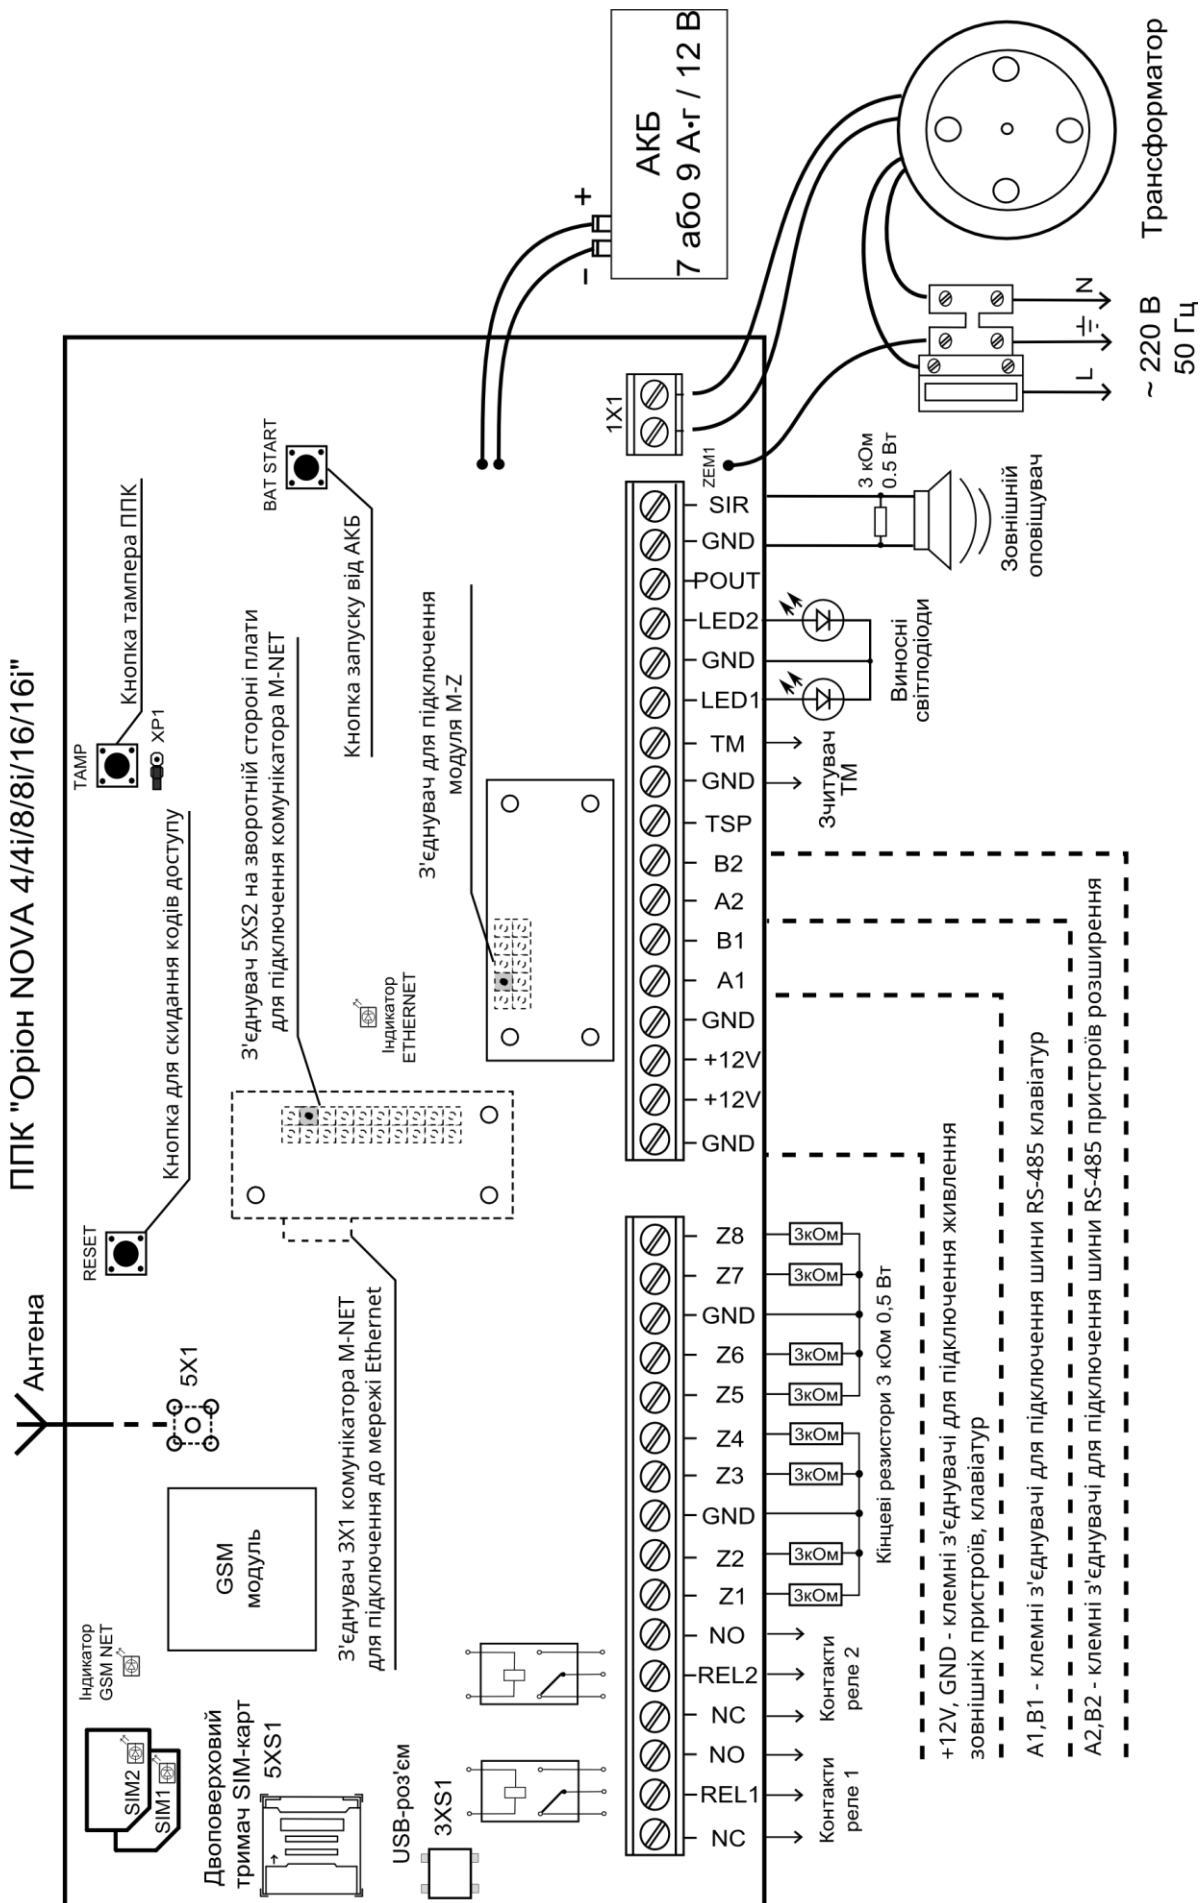 ППК "Оріон NOVA 4/4i/8/8i/16/16i"
Антена
5X1
RESET
Кнопка для скидання кодів доступу
TAMP
XP1
Кнопка тампера ППК
BAT START
Кнопка запуску від АКБ
З'єднувач 5XS2 на зворотній стороні плати
для підключення комунікатора M-NET
Індикатор
ETHERNET
З'єднувач для підключення
модуля M-Z
З'єднувач 3X1 комунікатора M-NET
для підключення до мережі Ethernet
GSM
модуль
Індикатор
GSM NET
SIM2
SIM1
Двоповерховий
тримач SIM-карт
5XS1
USB-роз'єм
3XS1
АКБ
7 або 9 А·г / 12 В
+
−
Трансформатор
1X1
ZEM1
L
N
~ 220 В
50 Гц
NC
REL1
NO
NC
REL2
NO
Z1
Z2
GND
Z3
Z4
Z5
Z6
GND
Z7
Z8
GND
+12V
+12V
GND
A1
B1
A2
B2
TSP
GND
TM
LED1
GND
LED2
POUT
GND
SIR
Контакти
реле 1
Контакти
реле 2
3кОм
3кОм
3кОм
3кОм
3кОм
3кОм
3кОм
3кОм
Кінцеві резистори 3 кОм 0,5 Вт
Зчитувач
ТМ
Виносні
світлодіоди
3 кОм
0.5 Вт
Зовнішній
оповіщувач
+12V, GND - клемні з'єднувачі для підключення живлення
зовнішніх пристроїв, клавіатур
A1,B1 - клемні з'єднувачі для підключення шини RS-485 клавіатур
A2,B2 - клемні з'єднувачі для підключення шини RS-485 пристроїв розширення